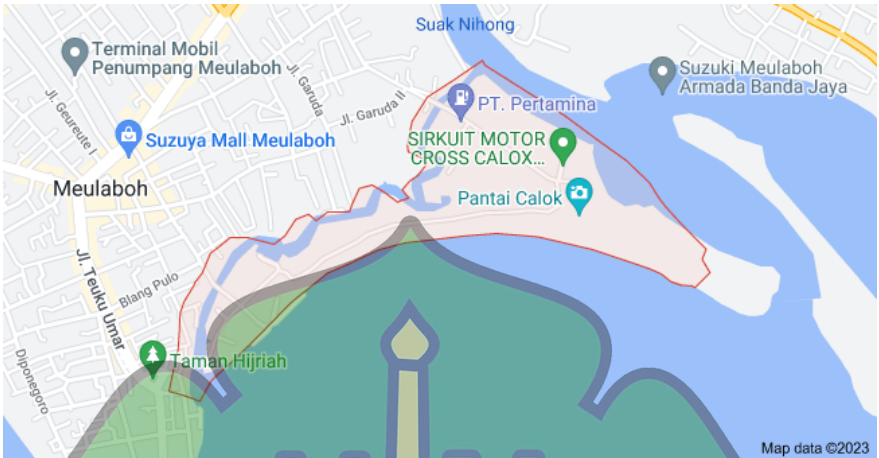 Suak Nihong
Terminal Mobil
Penumpang Meulaboh
Suzuki Meulaboh
Armada Banda Jaya
Jl. Garuda
Jl. Geureute I
Jl. Garuda II
PT. Pertamina
Suzuya Mall Meulaboh
SIRKUIT MOTOR
CROSS CALOX...
Meulaboh
Pantai Calok
Jl. Teuku Umar
Blang Pulo
Diponegoro
Taman Hijriah
Map data ©2023